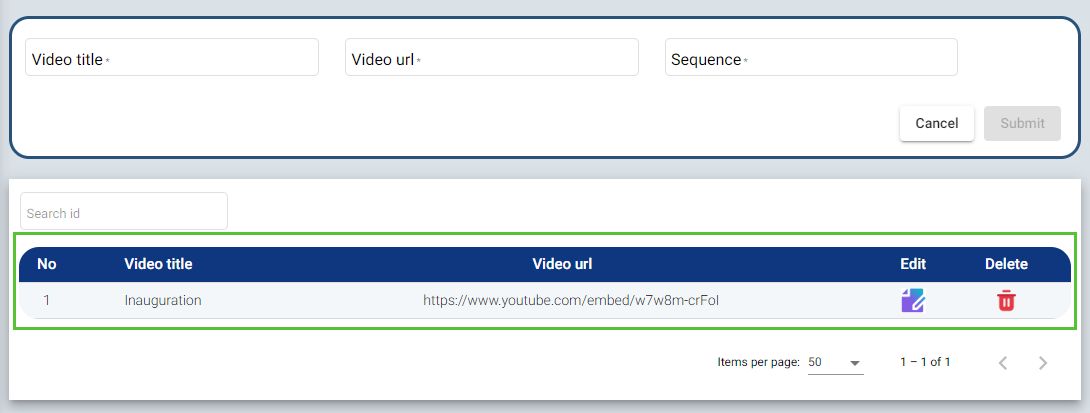 Video title *
Video url *
Sequence *
Cancel
Submit
Search id
No Video title Video url Edit Delete
1 Inauguration https://www.youtube.com/embed/w7w8m-crFoI
Items per page: 50 1 – 1 of 1